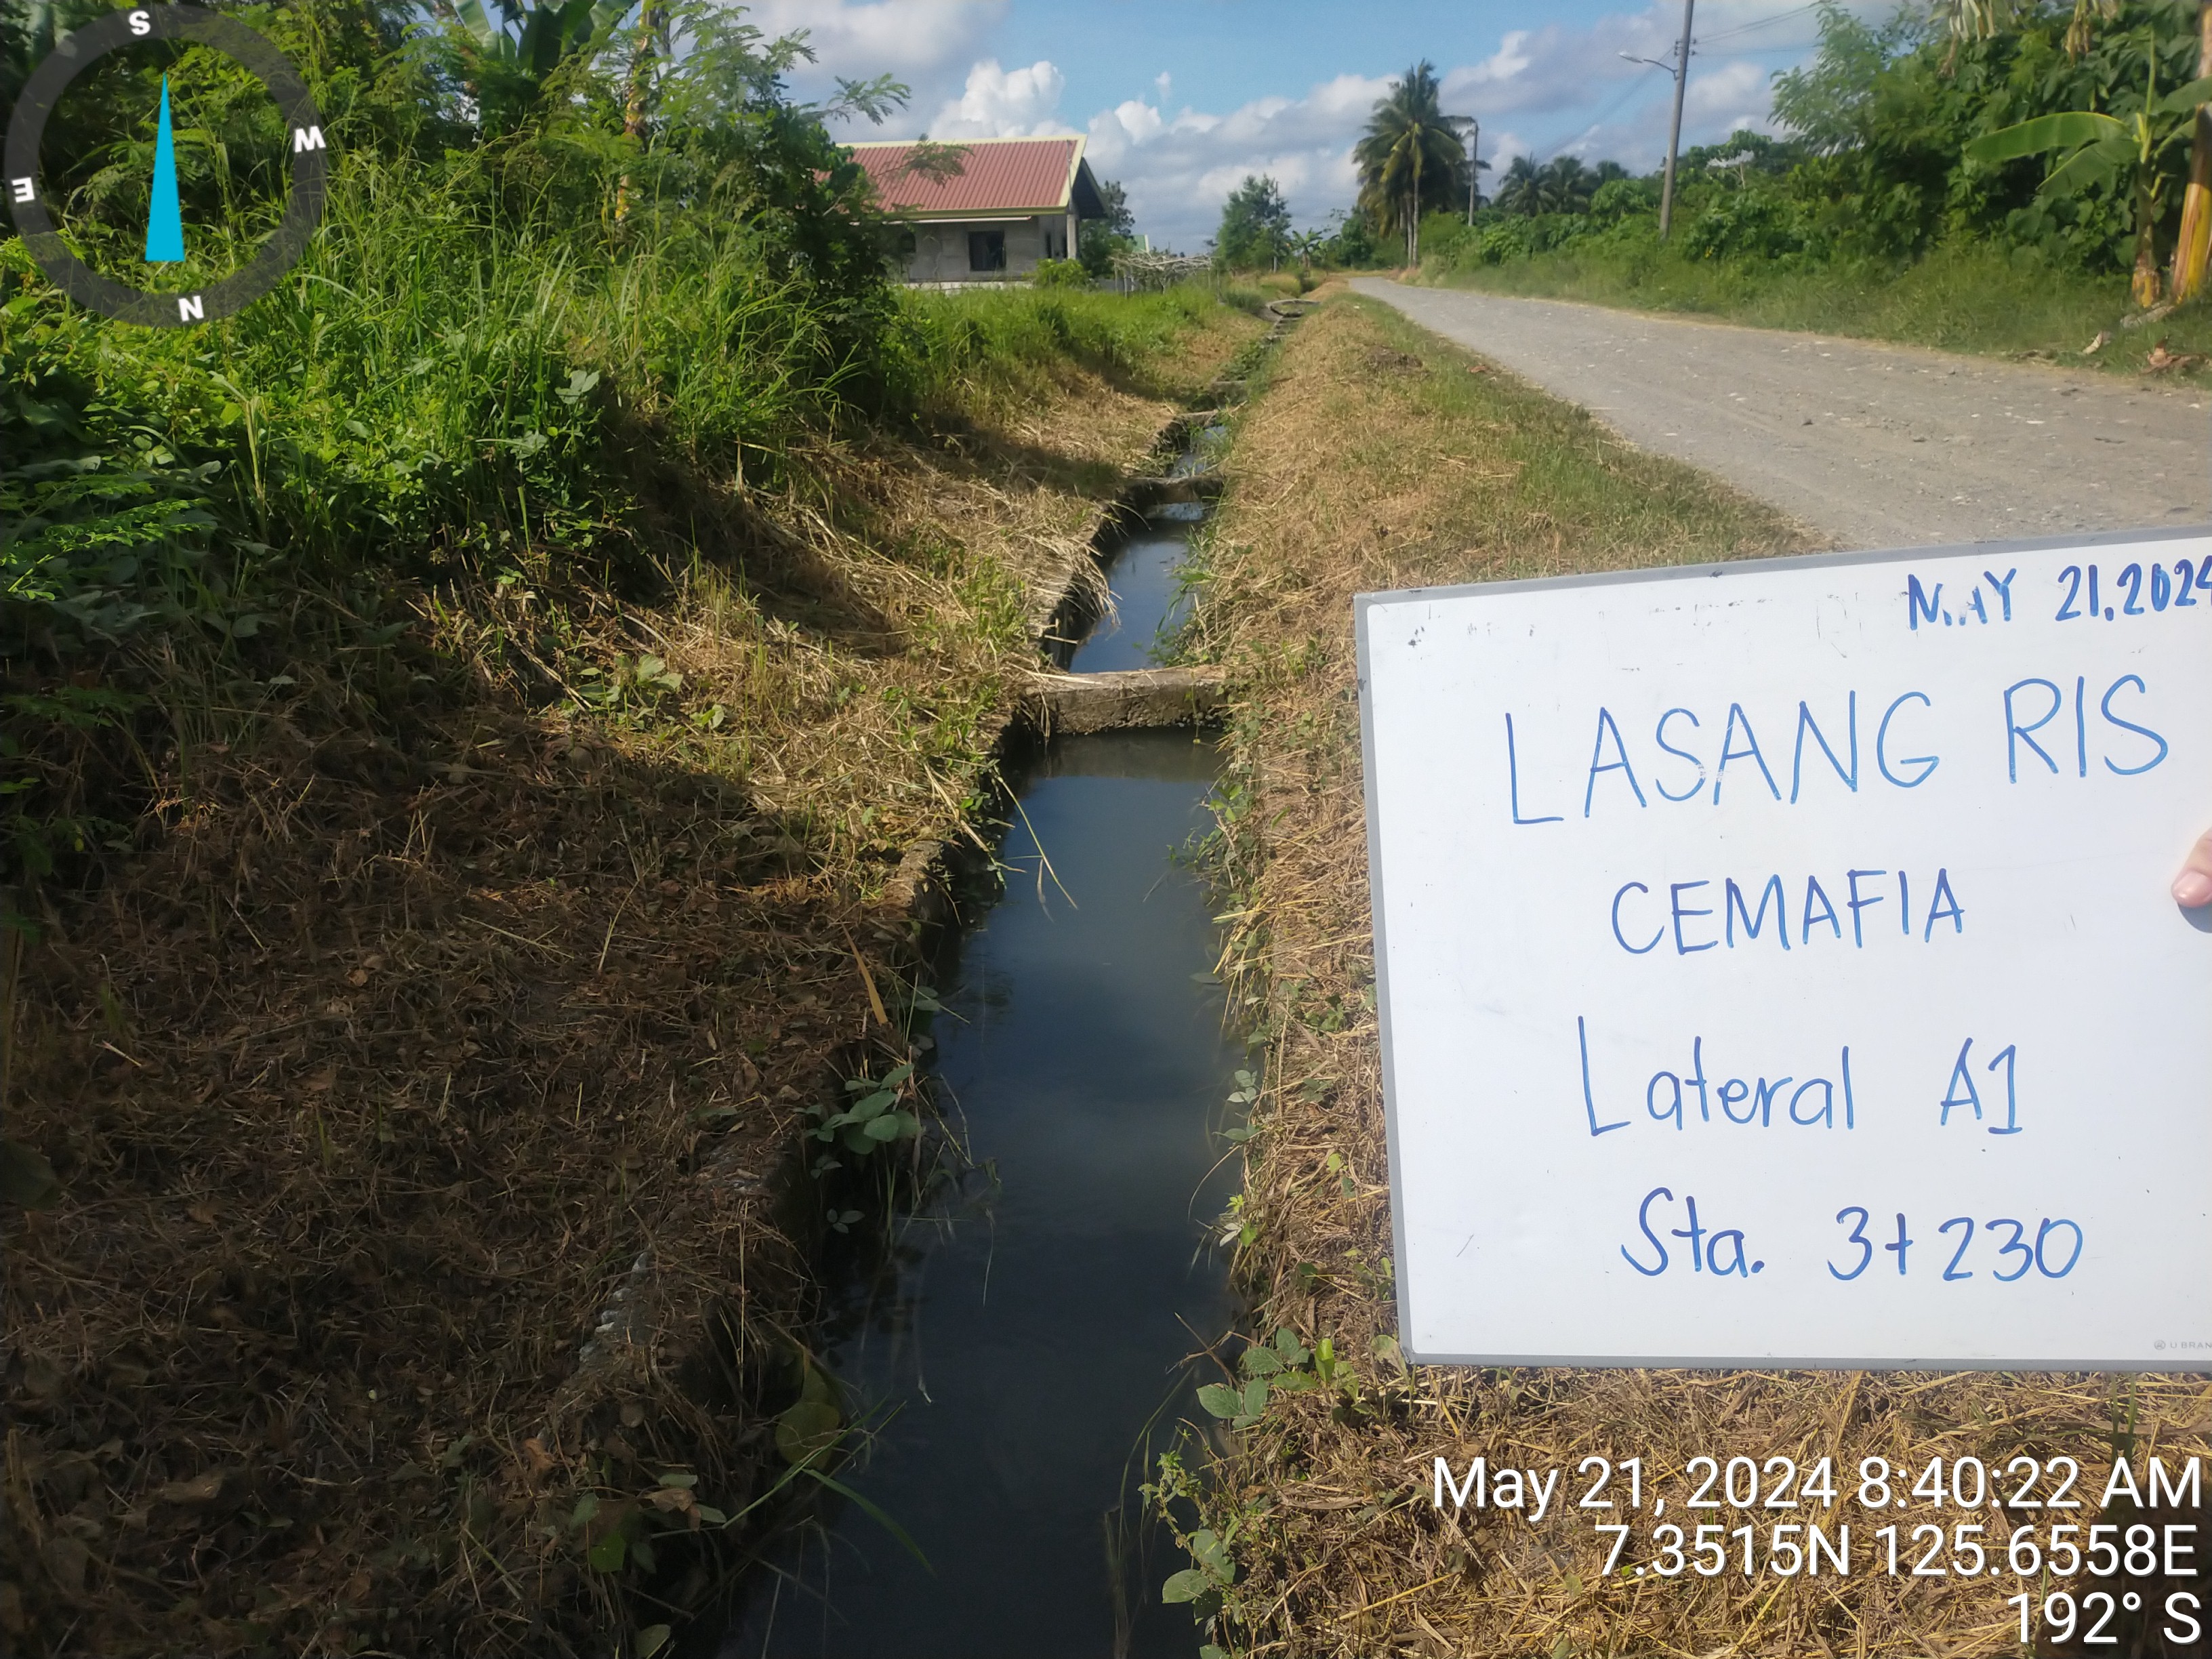 S
W
E
N
MAY 21, 2024
LASANG RIS
CEMAFIA
Lateral A1
Sta. 3+230
U BRAN
May 21, 2024 8:40:22 AM
7.3515N 125.6558E
192° S